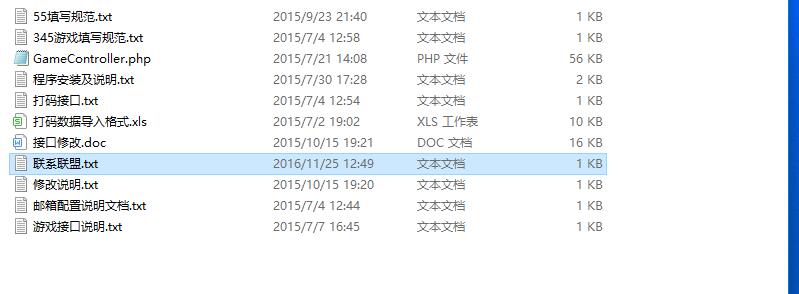 55填写规范.txt 2015/9/23 21:40 文本文档 1 KB
345游戏填写规范.txt 2015/7/4 12:58 文本文档 1 KB
GameController.php 2015/7/21 14:08 PHP 文件 56 KB
程序安装及说明.txt 2015/7/30 17:28 文本文档 2 KB
打码接口.txt 2015/7/4 12:54 文本文档 1 KB
打码数据导入格式.xls 2015/7/2 19:02 XLS 工作表 10 KB
接口修改.doc 2015/10/15 19:21 DOC 文档 16 KB
联系联盟.txt 2016/11/25 12:49 文本文档 1 KB
修改说明.txt 2015/10/15 19:20 文本文档 1 KB
邮箱配置说明文档.txt 2015/7/4 12:44 文本文档 1 KB
游戏接口说明.txt 2015/7/7 16:45 文本文档 1 KB